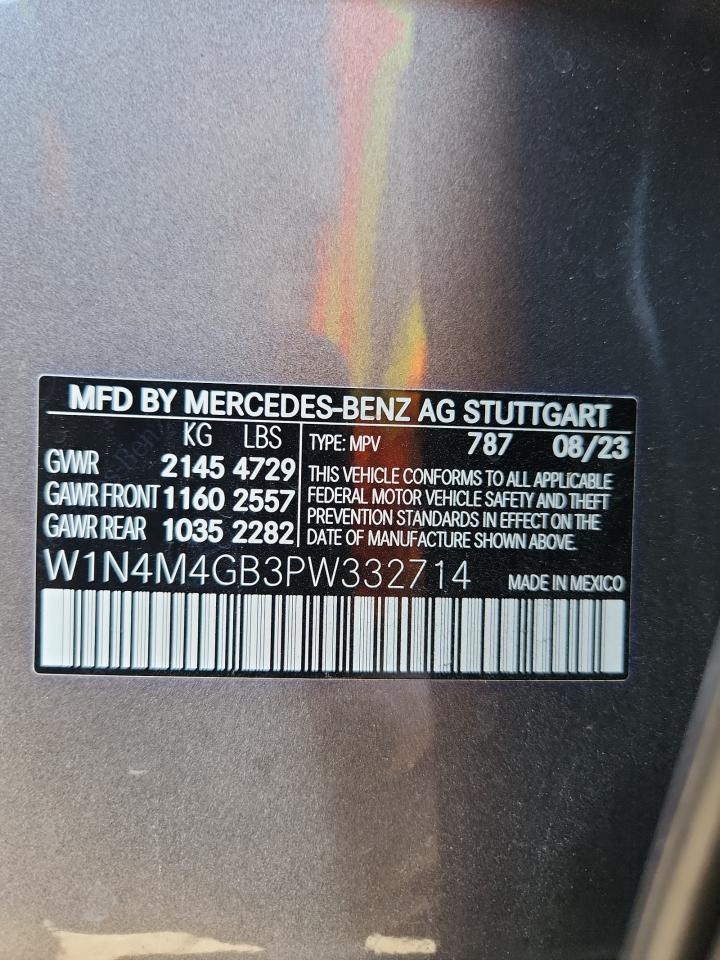 MFD BY MERCEDES-BENZ AG STUTTGART
KG LBS
GVWR 2145 4729
GAWR FRONT 1160 2557
GAWR REAR 1035 2282
TYPE: MPV 787 08/23
THIS VEHICLE CONFORMS TO ALL APPLICABLE
FEDERAL MOTOR VEHICLE SAFETY AND THEFT
PREVENTION STANDARDS IN EFFECT ON THE
DATE OF MANUFACTURE SHOWN ABOVE.
W1N4M4GB3PW332714 MADE IN MEXICO